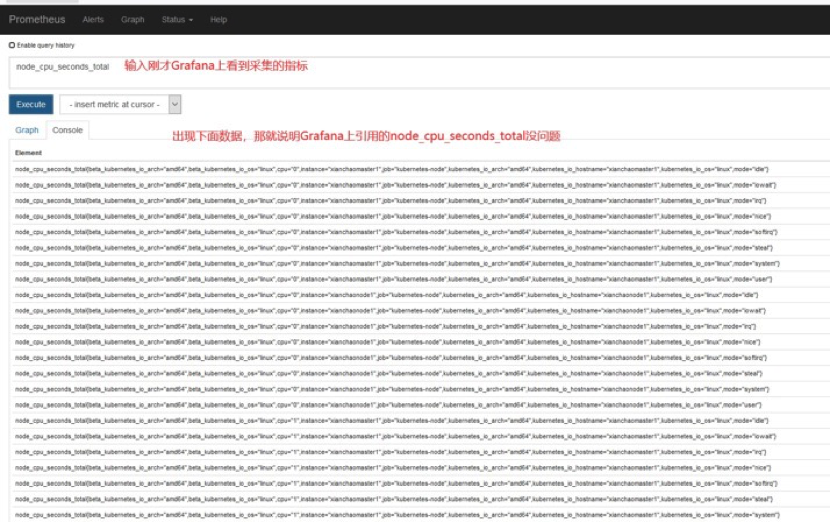 Prometheus Alerts Graph Status Help
Enable query history
node_cpu_seconds_total 输入刚才Grafana上看到采集的指标
Execute - insert metric at cursor -
Graph Console 出现下面数据，那就说明Grafana上引用的node_cpu_seconds_total没问题
Element
node_cpu_seconds_total{beta_kubernetes_io_arch="amd64",beta_kubernetes_io_os="linux",cpu="0",instance="xianchaomaster1",job="kubernetes-node",kubernetes_io_arch="amd64",kubernetes_io_hostname="xianchaomaster1",kubernetes_io_os="linux",mode="idle"}
node_cpu_seconds_total{beta_kubernetes_io_arch="amd64",beta_kubernetes_io_os="linux",cpu="0",instance="xianchaomaster1",job="kubernetes-node",kubernetes_io_arch="amd64",kubernetes_io_hostname="xianchaomaster1",kubernetes_io_os="linux",mode="iowait"}
node_cpu_seconds_total{beta_kubernetes_io_arch="amd64",beta_kubernetes_io_os="linux",cpu="0",instance="xianchaomaster1",job="kubernetes-node",kubernetes_io_arch="amd64",kubernetes_io_hostname="xianchaomaster1",kubernetes_io_os="linux",mode="irq"}
node_cpu_seconds_total{beta_kubernetes_io_arch="amd64",beta_kubernetes_io_os="linux",cpu="0",instance="xianchaomaster1",job="kubernetes-node",kubernetes_io_arch="amd64",kubernetes_io_hostname="xianchaomaster1",kubernetes_io_os="linux",mode="nice"}
node_cpu_seconds_total{beta_kubernetes_io_arch="amd64",beta_kubernetes_io_os="linux",cpu="0",instance="xianchaomaster1",job="kubernetes-node",kubernetes_io_arch="amd64",kubernetes_io_hostname="xianchaomaster1",kubernetes_io_os="linux",mode="softirq"}
node_cpu_seconds_total{beta_kubernetes_io_arch="amd64",beta_kubernetes_io_os="linux",cpu="0",instance="xianchaomaster1",job="kubernetes-node",kubernetes_io_arch="amd64",kubernetes_io_hostname="xianchaomaster1",kubernetes_io_os="linux",mode="steal"}
node_cpu_seconds_total{beta_kubernetes_io_arch="amd64",beta_kubernetes_io_os="linux",cpu="0",instance="xianchaomaster1",job="kubernetes-node",kubernetes_io_arch="amd64",kubernetes_io_hostname="xianchaomaster1",kubernetes_io_os="linux",mode="system"}
node_cpu_seconds_total{beta_kubernetes_io_arch="amd64",beta_kubernetes_io_os="linux",cpu="0",instance="xianchaomaster1",job="kubernetes-node",kubernetes_io_arch="amd64",kubernetes_io_hostname="xianchaomaster1",kubernetes_io_os="linux",mode="user"}
node_cpu_seconds_total{beta_kubernetes_io_arch="amd64",beta_kubernetes_io_os="linux",cpu="0",instance="xianchaonode1",job="kubernetes-node",kubernetes_io_arch="amd64",kubernetes_io_hostname="xianchaonode1",kubernetes_io_os="linux",mode="idle"}
node_cpu_seconds_total{beta_kubernetes_io_arch="amd64",beta_kubernetes_io_os="linux",cpu="0",instance="xianchaonode1",job="kubernetes-node",kubernetes_io_arch="amd64",kubernetes_io_hostname="xianchaonode1",kubernetes_io_os="linux",mode="iowait"}
node_cpu_seconds_total{beta_kubernetes_io_arch="amd64",beta_kubernetes_io_os="linux",cpu="0",instance="xianchaonode1",job="kubernetes-node",kubernetes_io_arch="amd64",kubernetes_io_hostname="xianchaonode1",kubernetes_io_os="linux",mode="irq"}
node_cpu_seconds_total{beta_kubernetes_io_arch="amd64",beta_kubernetes_io_os="linux",cpu="0",instance="xianchaonode1",job="kubernetes-node",kubernetes_io_arch="amd64",kubernetes_io_hostname="xianchaonode1",kubernetes_io_os="linux",mode="nice"}
node_cpu_seconds_total{beta_kubernetes_io_arch="amd64",beta_kubernetes_io_os="linux",cpu="0",instance="xianchaonode1",job="kubernetes-node",kubernetes_io_arch="amd64",kubernetes_io_hostname="xianchaonode1",kubernetes_io_os="linux",mode="softirq"}
node_cpu_seconds_total{beta_kubernetes_io_arch="amd64",beta_kubernetes_io_os="linux",cpu="0",instance="xianchaonode1",job="kubernetes-node",kubernetes_io_arch="amd64",kubernetes_io_hostname="xianchaonode1",kubernetes_io_os="linux",mode="steal"}
node_cpu_seconds_total{beta_kubernetes_io_arch="amd64",beta_kubernetes_io_os="linux",cpu="0",instance="xianchaonode1",job="kubernetes-node",kubernetes_io_arch="amd64",kubernetes_io_hostname="xianchaonode1",kubernetes_io_os="linux",mode="system"}
node_cpu_seconds_total{beta_kubernetes_io_arch="amd64",beta_kubernetes_io_os="linux",cpu="0",instance="xianchaonode1",job="kubernetes-node",kubernetes_io_arch="amd64",kubernetes_io_hostname="xianchaonode1",kubernetes_io_os="linux",mode="user"}
node_cpu_seconds_total{beta_kubernetes_io_arch="amd64",beta_kubernetes_io_os="linux",cpu="1",instance="xianchaomaster1",job="kubernetes-node",kubernetes_io_arch="amd64",kubernetes_io_hostname="xianchaomaster1",kubernetes_io_os="linux",mode="idle"}
node_cpu_seconds_total{beta_kubernetes_io_arch="amd64",beta_kubernetes_io_os="linux",cpu="1",instance="xianchaomaster1",job="kubernetes-node",kubernetes_io_arch="amd64",kubernetes_io_hostname="xianchaomaster1",kubernetes_io_os="linux",mode="iowait"}
node_cpu_seconds_total{beta_kubernetes_io_arch="amd64",beta_kubernetes_io_os="linux",cpu="1",instance="xianchaomaster1",job="kubernetes-node",kubernetes_io_arch="amd64",kubernetes_io_hostname="xianchaomaster1",kubernetes_io_os="linux",mode="irq"}
node_cpu_seconds_total{beta_kubernetes_io_arch="amd64",beta_kubernetes_io_os="linux",cpu="1",instance="xianchaomaster1",job="kubernetes-node",kubernetes_io_arch="amd64",kubernetes_io_hostname="xianchaomaster1",kubernetes_io_os="linux",mode="nice"}
node_cpu_seconds_total{beta_kubernetes_io_arch="amd64",beta_kubernetes_io_os="linux",cpu="1",instance="xianchaomaster1",job="kubernetes-node",kubernetes_io_arch="amd64",kubernetes_io_hostname="xianchaomaster1",kubernetes_io_os="linux",mode="softirq"}
node_cpu_seconds_total{beta_kubernetes_io_arch="amd64",beta_kubernetes_io_os="linux",cpu="1",instance="xianchaomaster1",job="kubernetes-node",kubernetes_io_arch="amd64",kubernetes_io_hostname="xianchaomaster1",kubernetes_io_os="linux",mode="steal"}
node_cpu_seconds_total{beta_kubernetes_io_arch="amd64",beta_kubernetes_io_os="linux",cpu="1",instance="xianchaomaster1",job="kubernetes-node",kubernetes_io_arch="amd64",kubernetes_io_hostname="xianchaomaster1",kubernetes_io_os="linux",mode="system"}